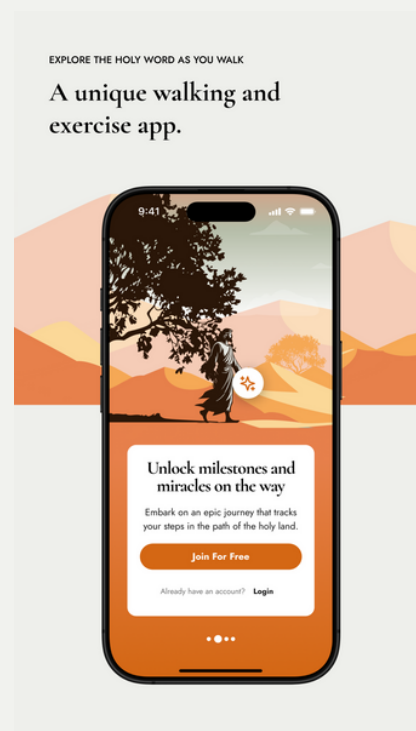 EXPLORE THE HOLY WORD AS YOU WALK
A unique walking and
exercise app.
9:41
Unlock milestones and
miracles on the way
Embark on an epic journey that tracks
your steps in the path of the holy land.
Join For Free
Already have an account? Login